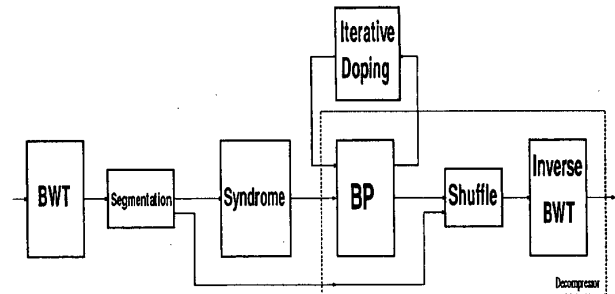 Iterative
Doping
BWT
Segmentation
Syndrome
BP
Shuffle
Inverse
BWT
Decompressor